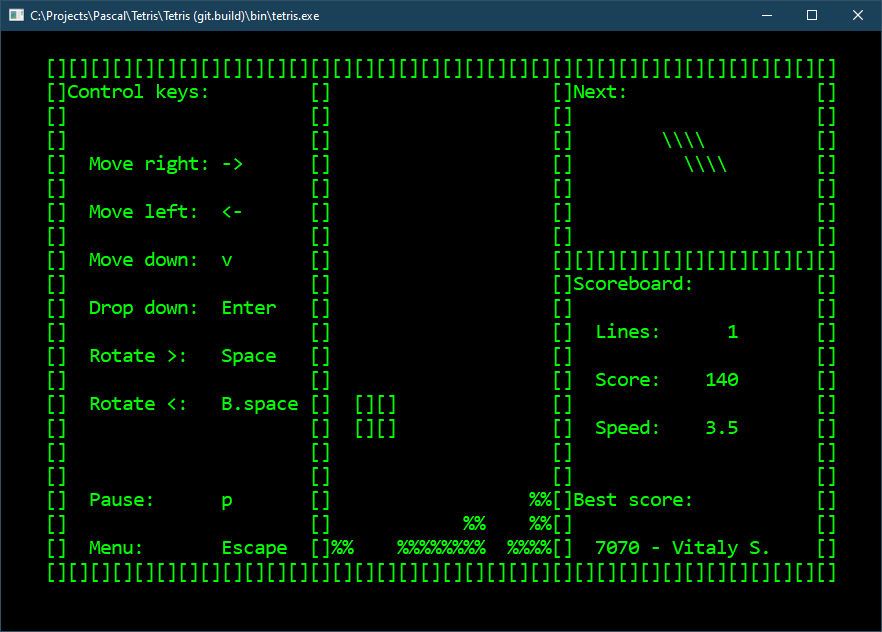 C:\Projects\Pascal\Tetris\Tetris (git.build)\bin\tetris.exe
[][][][][][][][][][][][][][][][][][][][][][][][][][][][][][][][][][][][]
[]Control keys:         []                    []Next:                 []
[]                      []                    []                      []
[]                      []                    []        \\\\          []
[]  Move right: ->      []                    []          \\\\        []
[]                      []                    []                      []
[]  Move left:  <-      []                    []                      []
[]                      []                    []                      []
[]  Move down:  v       []                    [][][][][][][][][][][][][]
[]                      []                    []Scoreboard:           []
[]  Drop down:  Enter   []                    []                      []
[]                      []                    []  Lines:      1       []
[]  Rotate >:   Space   []                    []                      []
[]                      []                    []  Score:    140       []
[]  Rotate <:   B.space []  [][]              []                      []
[]                      []  [][]              []  Speed:    3.5       []
[]                      []                    []                      []
[]                      []                    []                      []
[]  Pause:      p       []                  %%[]Best score:           []
[]                      []            %%    %%[]                      []
[]  Menu:       Escape  []%%    %%%%%%%%  %%%%[]  7070 - Vitaly S.    []
[][][][][][][][][][][][][][][][][][][][][][][][][][][][][][][][][][][][]